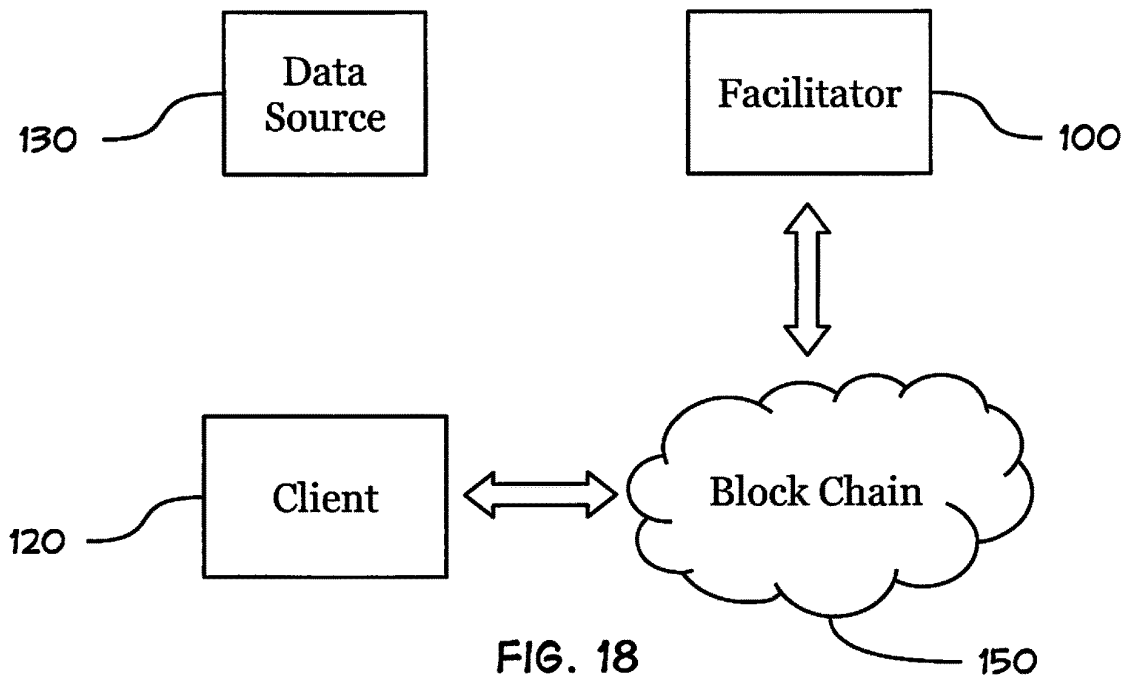 Data
Source
130
Facilitator
100
Client
120
Block Chain
150
FIG. 18